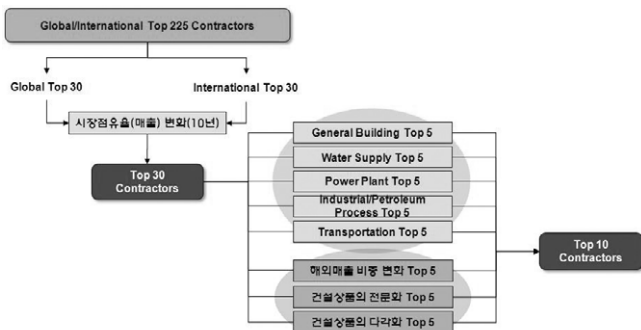 Global/International Top 225 Contractors
Global Top 30
International Top 30
시장점유율(매출) 변화(10년)
Top 30
Contractors
General Building Top 5
Water Supply Top 5
Power Plant Top 5
Industrial/Petroleum
Process Top 5
Transportation Top 5
해외매출 비중 변화 Top 5
건설상품의 전문화 Top 5
건설상품의 다각화 Top 5
Top 10
Contractors